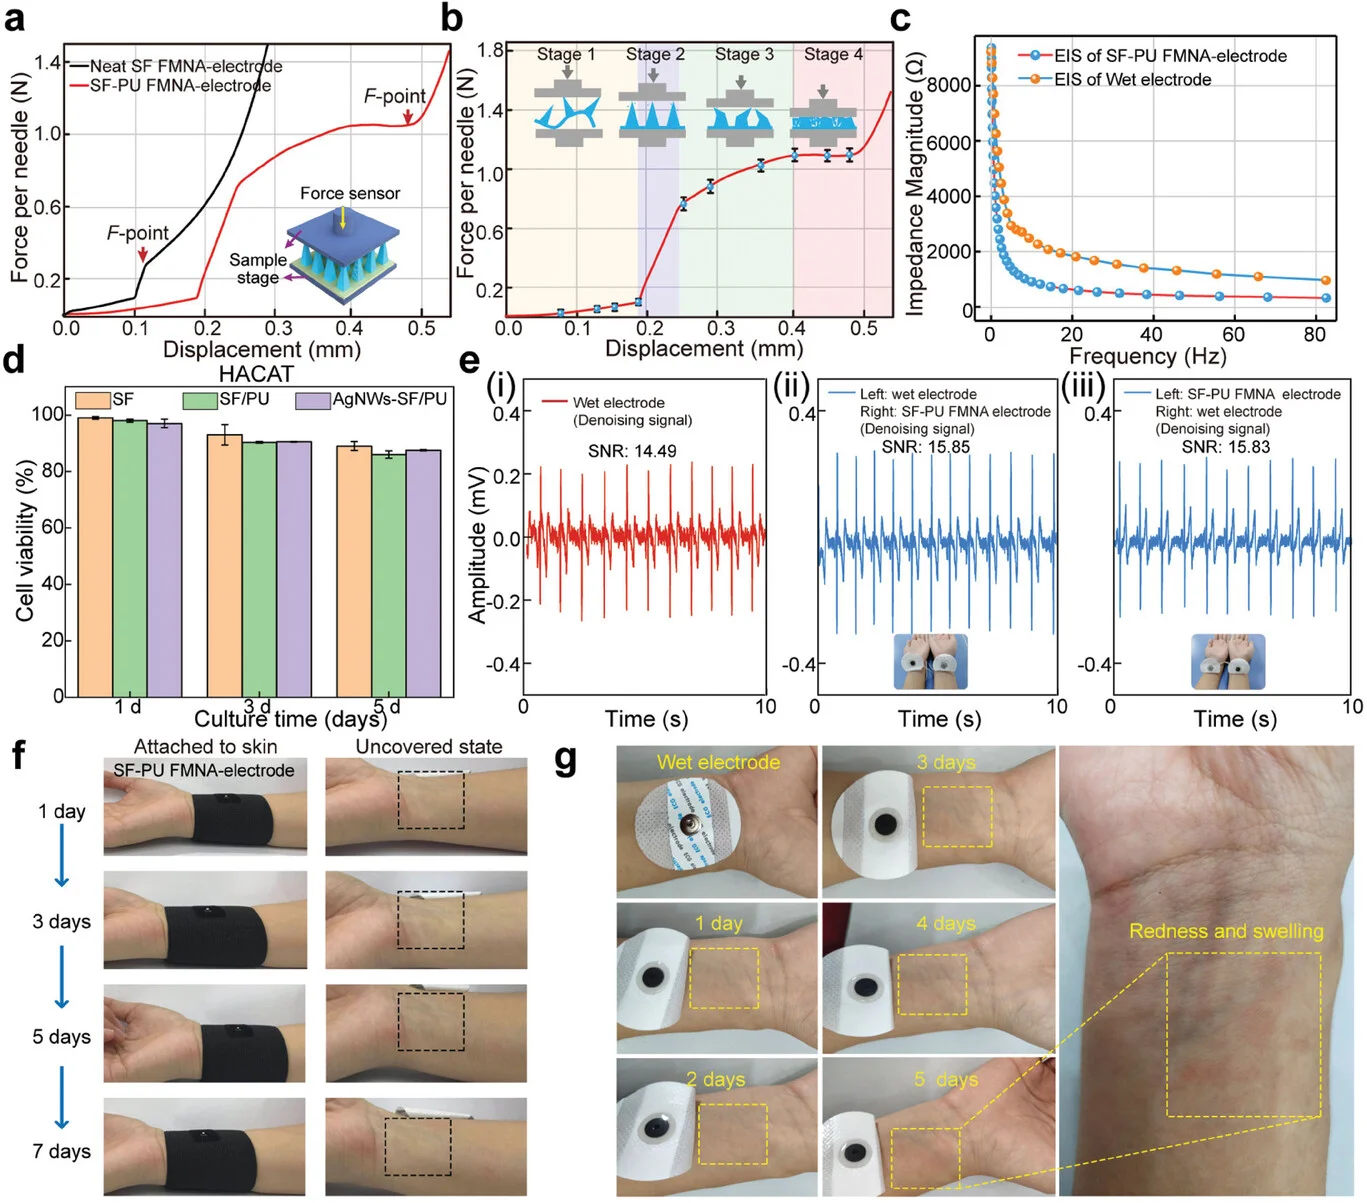 a
Neat SF FMNA-electrode
SF-PU FMNA-electrode
F-point
F-point
Force sensor
Sample
stage
Force per needle (N)
1.4
1.0
0.6
0.2
0.0 0.1 0.2 0.3 0.4 0.5
Displacement (mm)
b
Stage 1 Stage 2 Stage 3 Stage 4
Force per needle (N)
1.8
1.4
1.0
0.6
0.2
0.0 0.1 0.2 0.3 0.4 0.5
Displacement (mm)
c
EIS of SF-PU FMNA-electrode
EIS of Wet electrode
Impedance Magnitude (Ω)
8000
6000
4000
2000
0
0 20 40 60 80
Frequency (Hz)
d
HACAT
SF SF/PU AgNWs-SF/PU
Cell viability (%)
100
80
60
40
20
0
1 d 3 d 5 d
Culture time (days)
e
(i)
Wet electrode
(Denoising signal)
SNR: 14.49
Amplitude (mV)
0.4
0.2
0.0
-0.2
-0.4
0 10
Time (s)
(ii)
Left: wet electrode
Right: SF-PU FMNA electrode
(Denoising signal)
SNR: 15.85
0.4
-0.4
0 10
Time (s)
(iii)
Left: SF-PU FMNA electrode
Right: wet electrode
(Denoising signal)
SNR: 15.83
0.4
-0.4
0 10
Time (s)
f
Attached to skin Uncovered state
SF-PU FMNA-electrode
1 day
3 days
5 days
7 days
g
Wet electrode
3 days
1 day
4 days
2 days
5 days
Redness and swelling